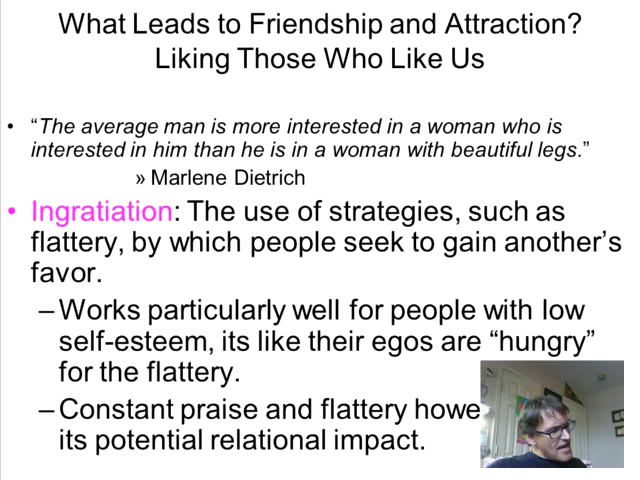 What Leads to Friendship and Attraction?
Liking Those Who Like Us
• “The average man is more interested in a woman who is
interested in him than he is in a woman with beautiful legs.”
» Marlene Dietrich
• Ingratiation: The use of strategies, such as
flattery, by which people seek to gain another’s
favor.
– Works particularly well for people with low
self-esteem, its like their egos are “hungry”
for the flattery.
– Constant praise and flattery howe
its potential relational impact.